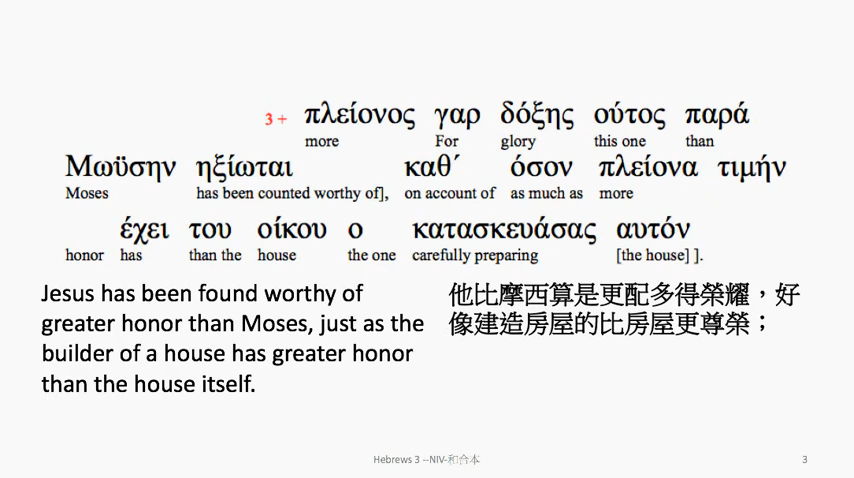 3 + πλείονος γαρ δόξης ούτος παρά
more For glory this one than
Μωϋσην ηξίωται καθ΄ όσον πλείονα τιμήν
Moses has been counted worthy of], on account of as much as more
έχει του οίκου ο κατασκευάσας αυτόν
honor has than the house the one carefully preparing [the house] ].
Jesus has been found worthy of
greater honor than Moses, just as the
builder of a house has greater honor
than the house itself.
他比摩西算是更配多得榮耀，好
像建造房屋的比房屋更尊榮；
Hebrews 3 --NIV-和合本
3